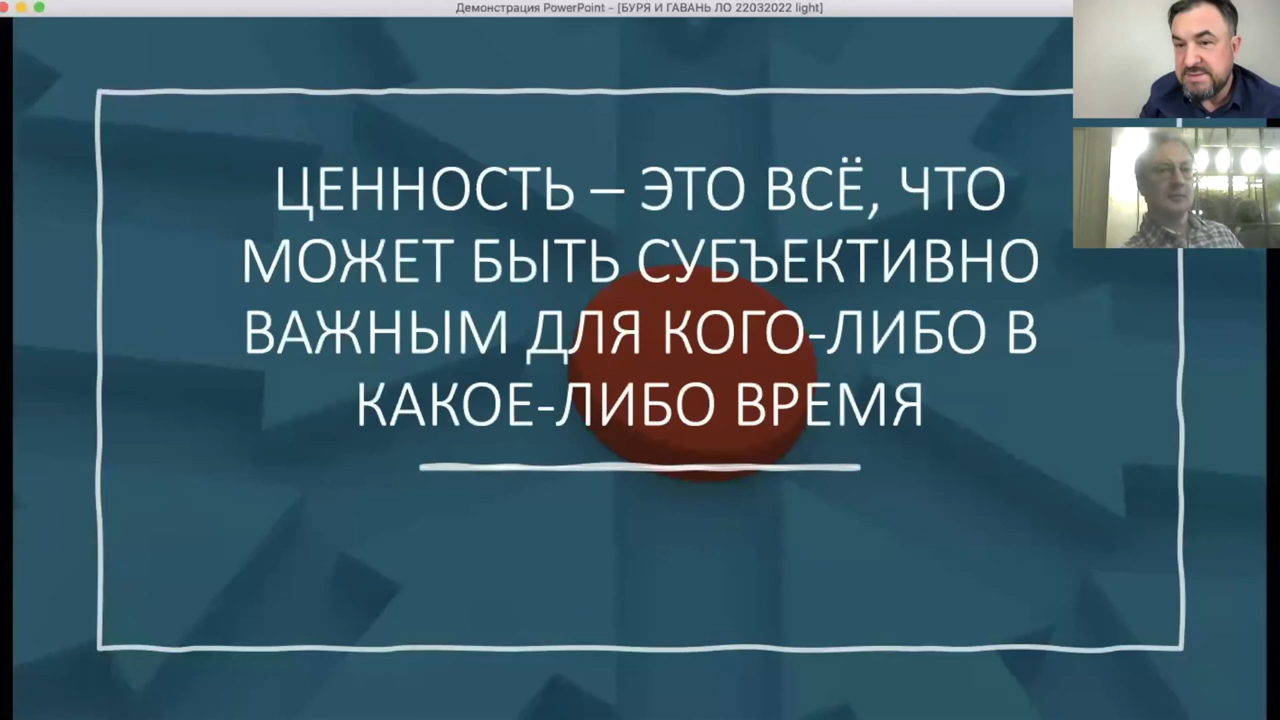 Демонстрация PowerPoint - [БУРЯ И ГАВАНЬ ЛО 22032022 light]
ЦЕННОСТЬ – ЭТО ВСЁ, ЧТО
МОЖЕТ БЫТЬ СУБЪЕКТИВНО
ВАЖНЫМ ДЛЯ КОГО-ЛИБО В
КАКОЕ-ЛИБО ВРЕМЯ